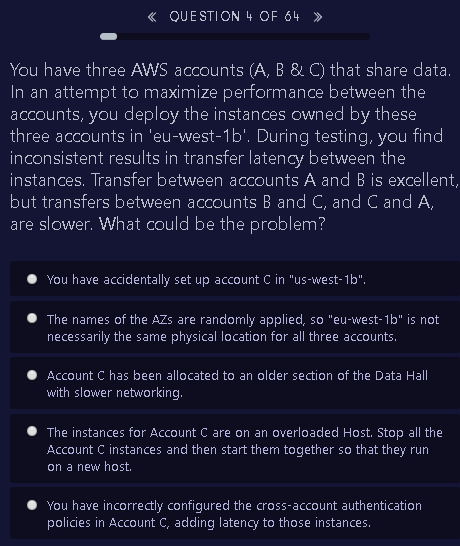 « QUESTION 4 OF 64 »
You have three AWS accounts (A, B & C) that share data.
In an attempt to maximize performance between the
accounts, you deploy the instances owned by these
three accounts in 'eu-west-1b'. During testing, you find
inconsistent results in transfer latency between the
instances. Transfer between accounts A and B is excellent,
but transfers between accounts B and C, and C and A,
are slower. What could be the problem?
You have accidentally set up account C in "us-west-1b".
The names of the AZs are randomly applied, so "eu-west-1b" is not
necessarily the same physical location for all three accounts.
Account C has been allocated to an older section of the Data Hall
with slower networking.
The instances for Account C are on an overloaded Host. Stop all the
Account C instances and then start them together so that they run
on a new host.
You have incorrectly configured the cross-account authentication
policies in Account C, adding latency to those instances.